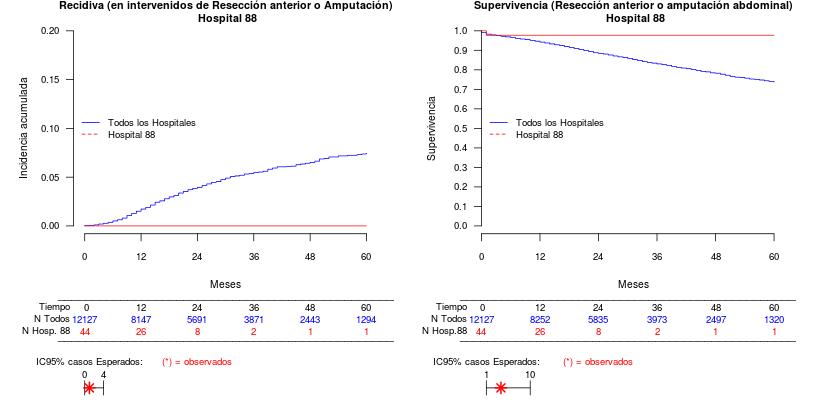 Recidiva (en intervenidos de Resección anterior o Amputación)
Hospital 88
0.20
0.10
0.05
0.00
Incidencia acumulada
Todos los Hospitales
Hospital 88
0 12 24 36 48 60
Meses
Tiempo 0 12 24 36 48 60
N Todos 12127 8147 5691 3871 2443 1294
N Hosp. 88 44 26 8 2 1 1
IC95% casos Esperados: (*) = observados
0 4
Supervivencia (Resección anterior o amputación abdominal)
Hospital 88
1.0
0.9
0.8
0.7
0.6
0.5
0.4
0.3
0.2
0.1
0.0
Supervivencia
Todos los Hospitales
Hospital 88
0 12 24 36 48 60
Meses
Tiempo 0 12 24 36 48 60
N Todos 12127 8252 5835 3973 2497 1320
N Hosp.88 44 26 8 2 1 1
IC95% casos Esperados: (*) = observados
1 10